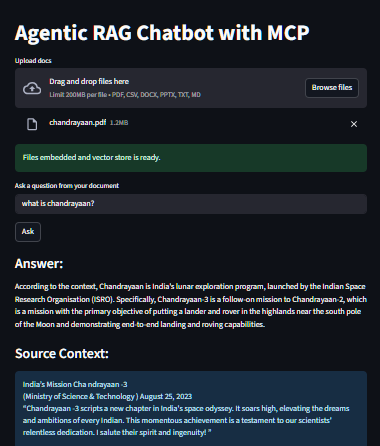 Agentic RAG Chatbot with MCP
Upload docs
Drag and drop files here
Limit 200MB per file • PDF, CSV, DOCX, PPTX, TXT, MD
Browse files
chandrayaan.pdf 1.2MB
Files embedded and vector store is ready.
Ask a question from your document
what is chandrayaan?
Ask
Answer:
According to the context, Chandrayaan is India's lunar exploration program, launched by the Indian Space
Research Organisation (ISRO). Specifically, Chandrayaan-3 is a follow-on mission to Chandrayaan-2, which
is a mission with the primary objective of putting a lander and rover in the highlands near the south pole
of the Moon and demonstrating end-to-end landing and roving capabilities.
Source Context:
India's Mission Cha ndrayan -3
(Ministry of Science & Technology ) August 25, 2023
"Chandrayaan -3 scripts a new chapter in India's space odyssey. It soars high, elevating the dreams
and ambitions of every Indian. This momentous achievement is a testament to our scientists'
relentless dedication. I salute their spirit and ingenuity! "